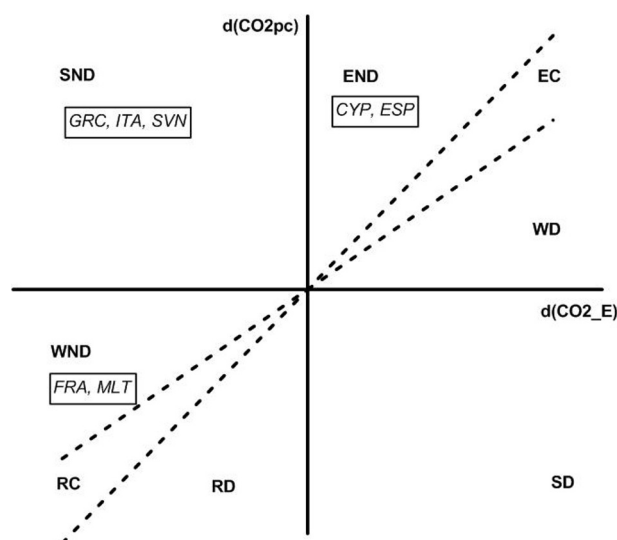 d(CO2pc)
SND
END
EC
GRC, ITA, SVN
CYP, ESP
WD
d(CO2_E)
WND
FRA, MLT
RC
RD
SD